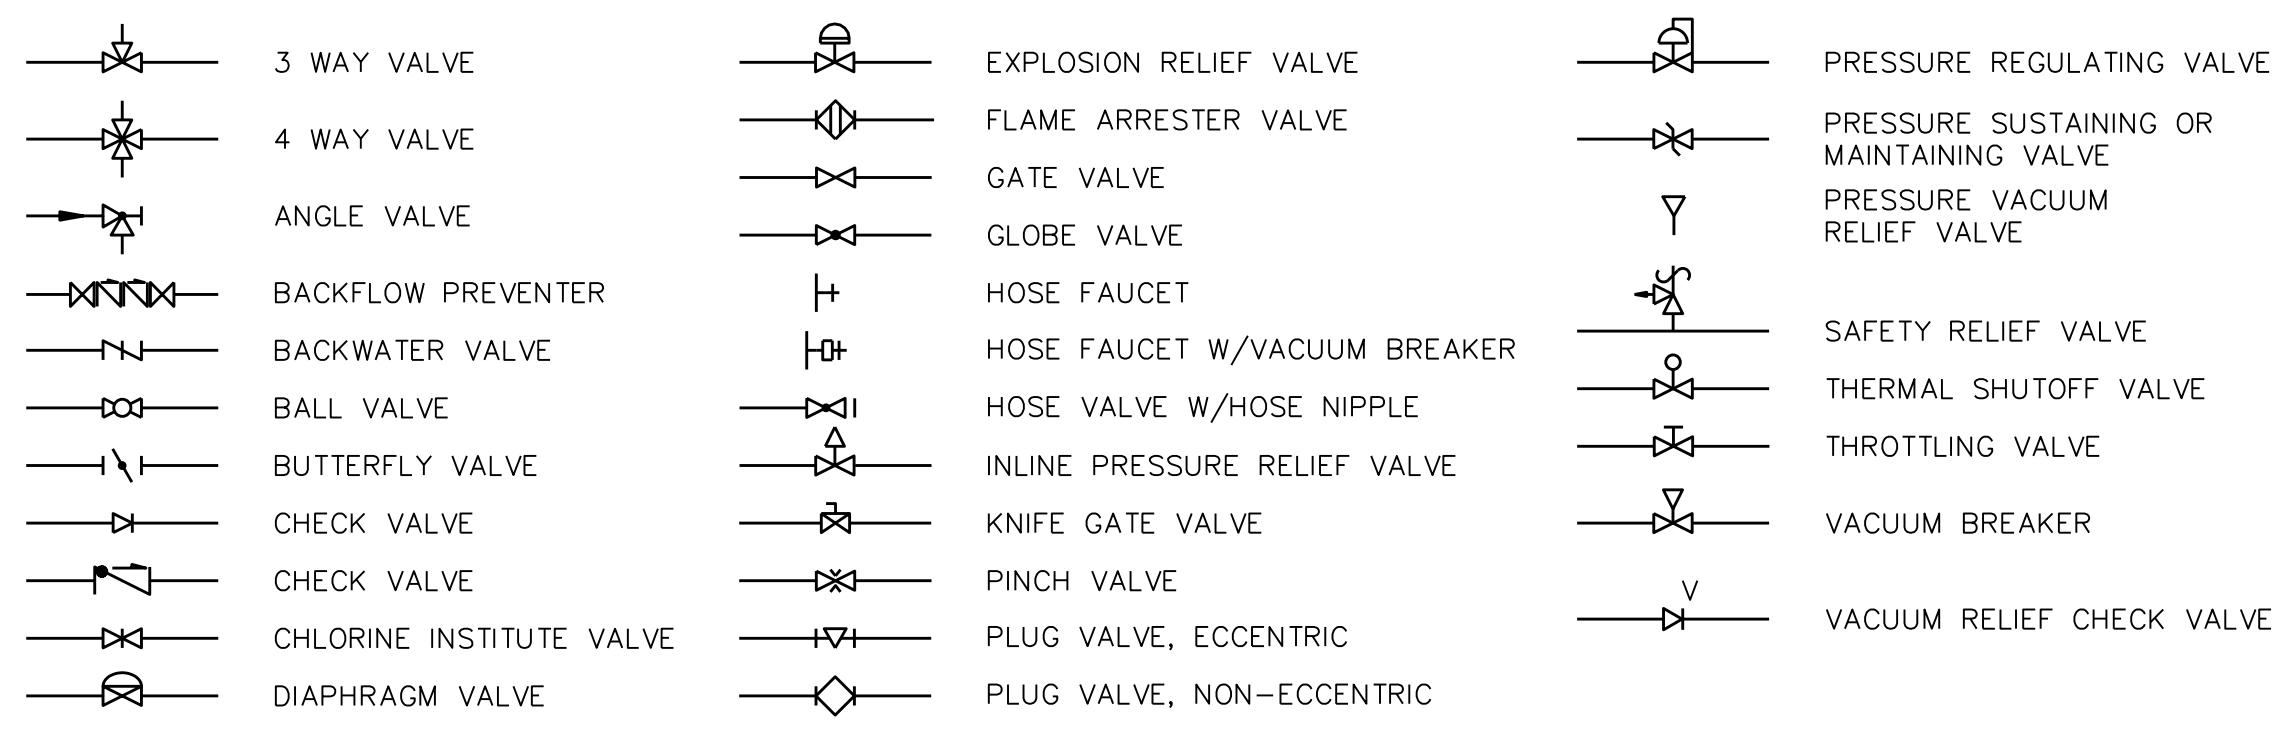 3 WAY VALVE
4 WAY VALVE
ANGLE VALVE
BACKFLOW PREVENTER
BACKWATER VALVE
BALL VALVE
BUTTERFLY VALVE
CHECK VALVE
CHECK VALVE
CHLORINE INSTITUTE VALVE
DIAPHRAGM VALVE
EXPLOSION RELIEF VALVE
FLAME ARRESTER VALVE
GATE VALVE
GLOBE VALVE
HOSE FAUCET
HOSE FAUCET W/VACUUM BREAKER
HOSE VALVE W/HOSE NIPPLE
INLINE PRESSURE RELIEF VALVE
KNIFE GATE VALVE
PINCH VALVE
PLUG VALVE, ECCENTRIC
PLUG VALVE, NON-ECCENTRIC
PRESSURE REGULATING VALVE
PRESSURE SUSTAINING OR
MAINTAINING VALVE
PRESSURE VACUUM
RELIEF VALVE
SAFETY RELIEF VALVE
THERMAL SHUTOFF VALVE
THROTTLING VALVE
VACUUM BREAKER
V
VACUUM RELIEF CHECK VALVE